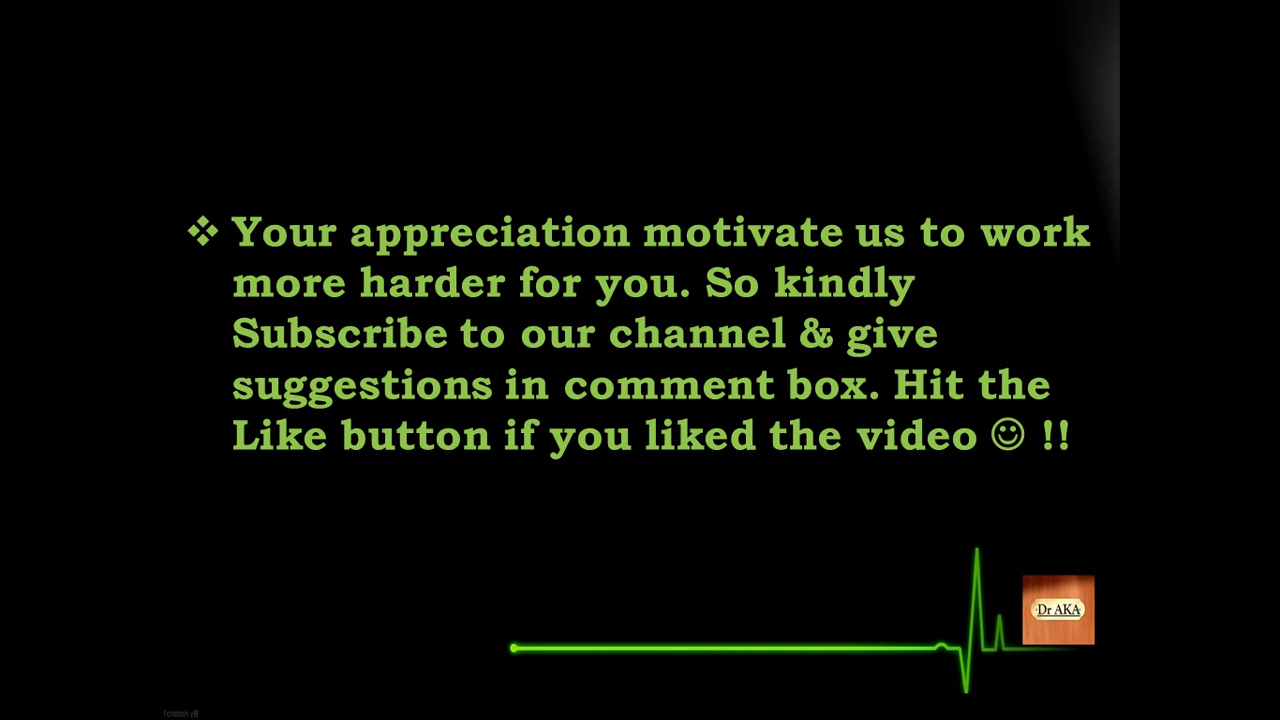 ❖ Your appreciation motivate us to work
more harder for you. So kindly
Subscribe to our channel & give
suggestions in comment box. Hit the
Like button if you liked the video ☺ !!
Dr AKA